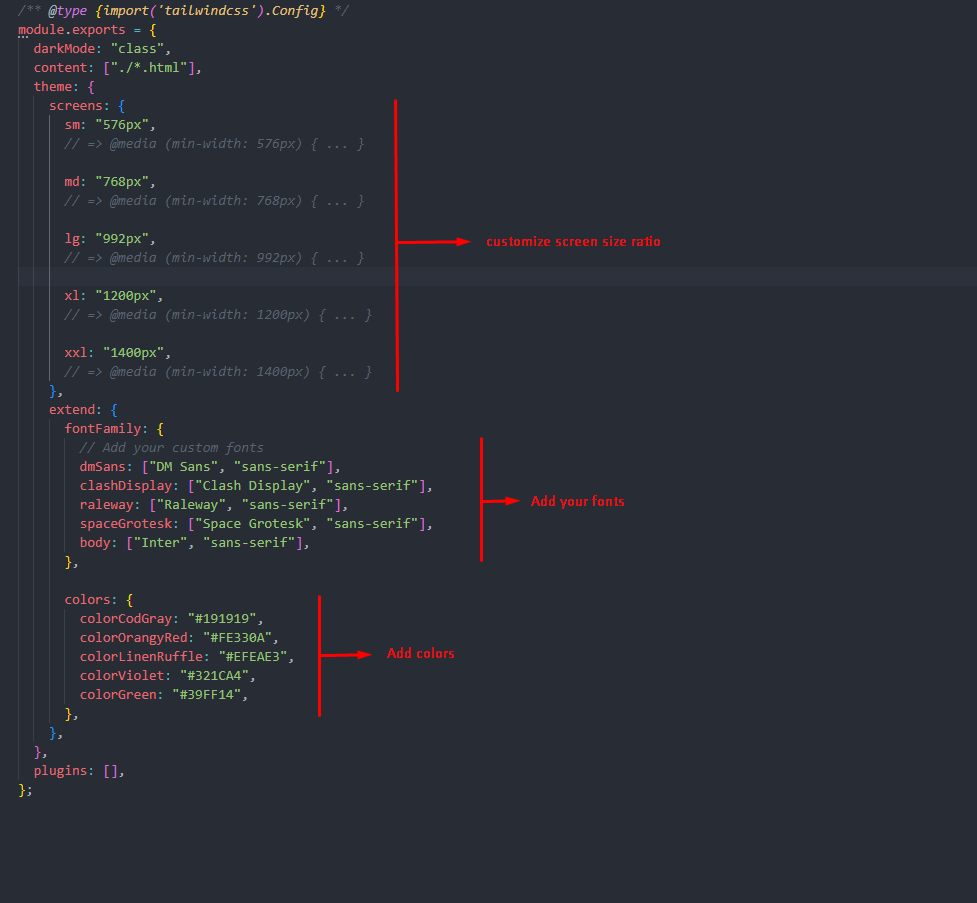 /** @type {import('tailwindcss').Config} */
module.exports = {
darkMode: "class",
content: ["./*.html"],
theme: {
screens: {
sm: "576px",
// => @media (min-width: 576px) { ... }
md: "768px",
// => @media (min-width: 768px) { ... }
lg: "992px",
customize screen size ratio
// => @media (min-width: 992px) { ... }
xl: "1200px",
// => @media (min-width: 1200px) { ... }
xxl: "1400px",
// => @media (min-width: 1400px) { ... }
},
extend: {
fontFamily: {
// Add your custom fonts
dmSans: ["DM Sans", "sans-serif"],
clashDisplay: ["Clash Display", "sans-serif"],
raleway: ["Raleway", "sans-serif"],
Add your fonts
spaceGrotesk: ["Space Grotesk", "sans-serif"],
body: ["Inter", "sans-serif"],
},
colors: {
colorCodGray: "#191919",
colorOrangyRed: "#FE330A",
colorLinenRuffle: "#EFEAE3",
Add colors
colorViolet: "#321CA4",
colorGreen: "#39FF14",
},
},
},
plugins: [],
};